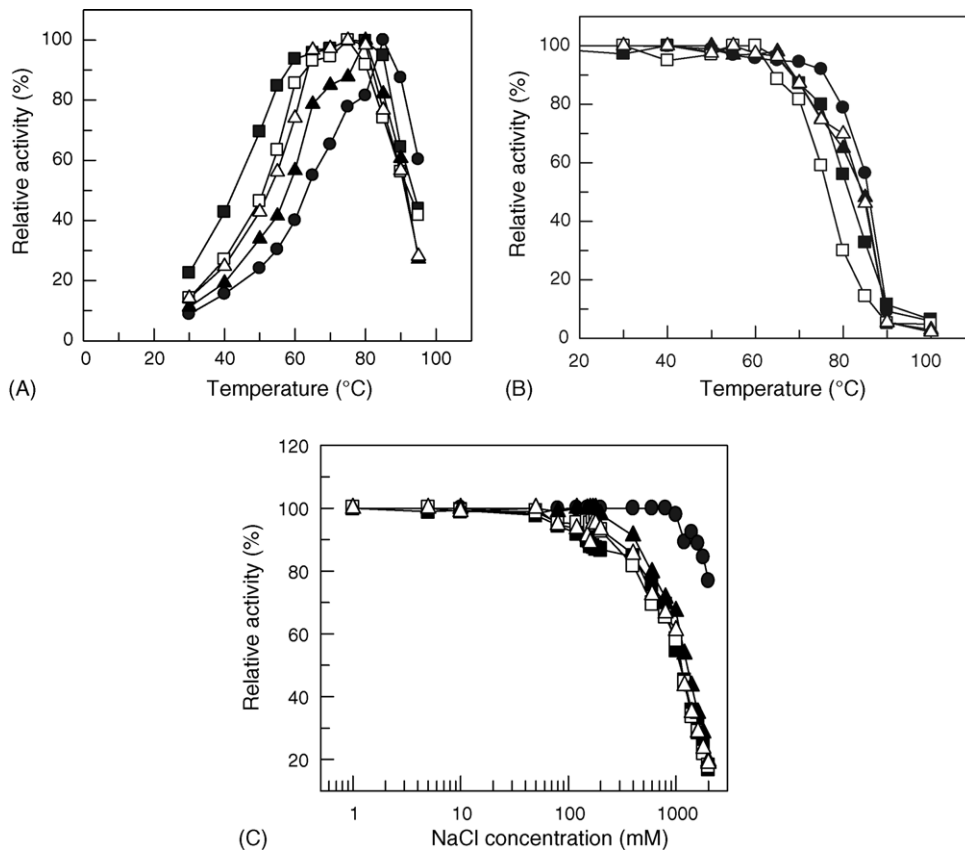 100
80
60
40
20
0
Relative activity (%)
0 20 40 60 80 100
Temperature (°C)
(A)
100
80
60
40
20
0
Relative activity (%)
20 40 60 80 100
Temperature (°C)
(B)
120
100
80
60
40
20
Relative activity (%)
1 10 100 1000
NaCl concentration (mM)
(C)